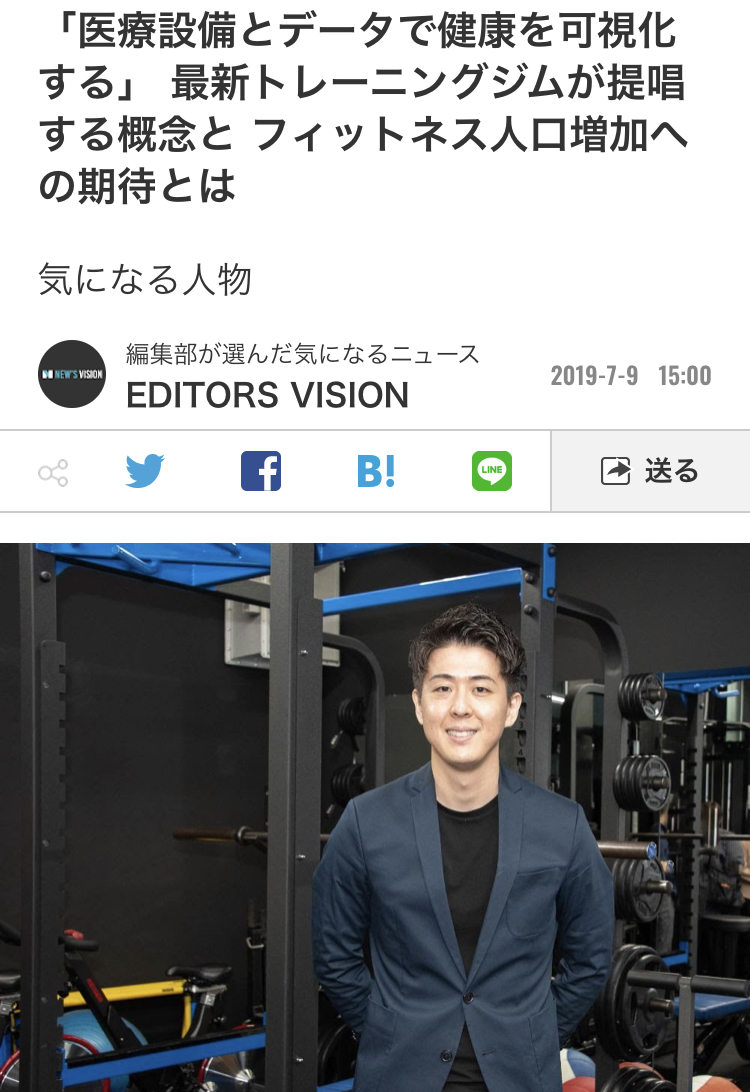 「医療設備とデータで健康を可視化
する」 最新トレーニングジムが提唱
する概念と フィットネス人口増加へ
の期待とは
気になる人物
NEW'S VISION
編集部が選んだ気になるニュース
EDITORS VISION
2019-7-9 15:00
B!
LINE
送る